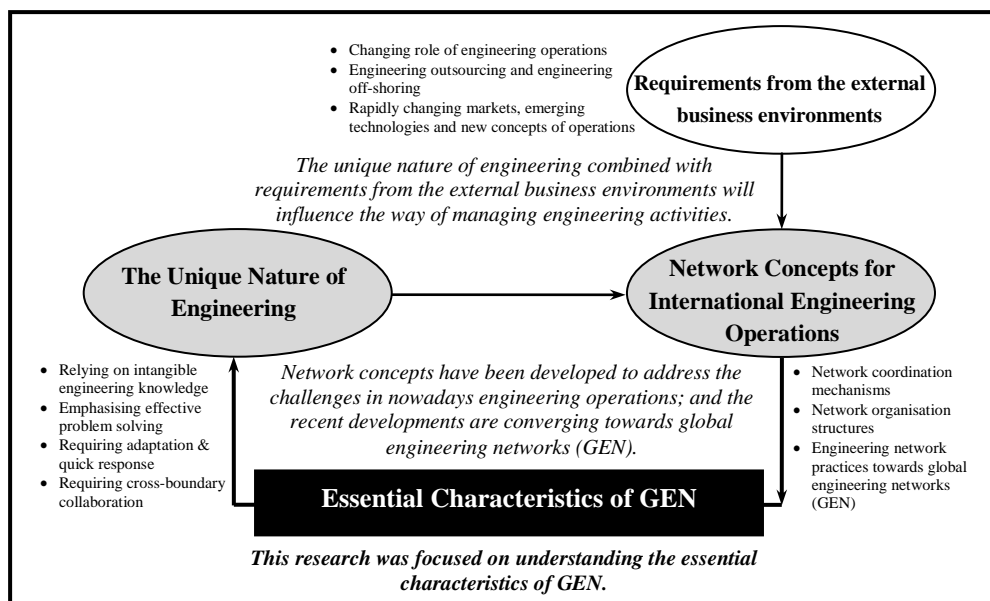 • Changing role of engineering operations
• Engineering outsourcing and engineering
off-shoring
• Rapidly changing markets, emerging
technologies and new concepts of operations
Requirements from the external
business environments
The unique nature of engineering combined with
requirements from the external business environments will
influence the way of managing engineering activities.
The Unique Nature of
Engineering
Network Concepts for
International Engineering
Operations
• Relying on intangible
engineering knowledge
• Emphasising effective
problem solving
• Requiring adaptation &
quick response
• Requiring cross-boundary
collaboration
Network concepts have been developed to address the
challenges in nowadays engineering operations; and the
recent developments are converging towards global
engineering networks (GEN).
• Network coordination
mechanisms
• Network organisation
structures
• Engineering network
practices towards global
engineering networks
(GEN)
Essential Characteristics of GEN
This research was focused on understanding the essential
characteristics of GEN.